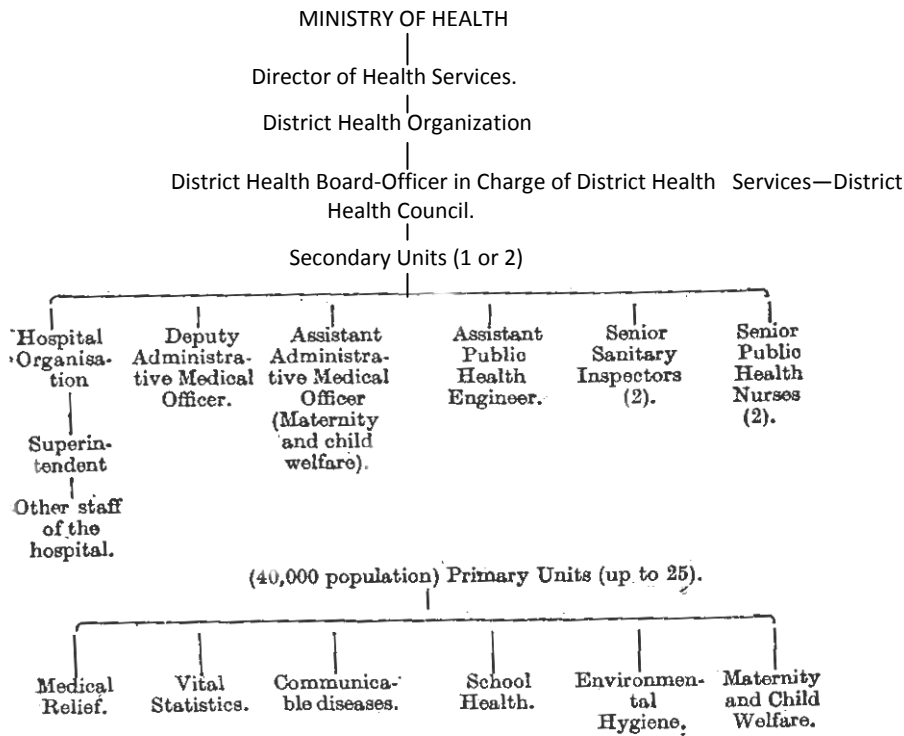 MINISTRY OF HEALTH
Director of Health Services.
District Health Organization
District Health Board-Officer in Charge of District Health Services—District
Health Council.
Secondary Units (1 or 2)
Hospital
Organisa-
tion
Superin-
tendent
Other staff
of the
hospital.
Deputy
Administra-
tive Medical
Officer.
Assistant
Administra-
tive Medical
Officer
(Maternity
and child
welfare).
Assistant
Public
Health
Engineer.
Senior
Sanitary
Inspectors
(2).
Senior
Public
Health
Nurses
(2).
(40,000 population) Primary Units (up to 25).
Medical
Relief.
Vital
Statistics.
Communica-
ble diseases.
School
Health.
Environmen-
tal
Hygiene.
Maternity
and Child
Welfare.